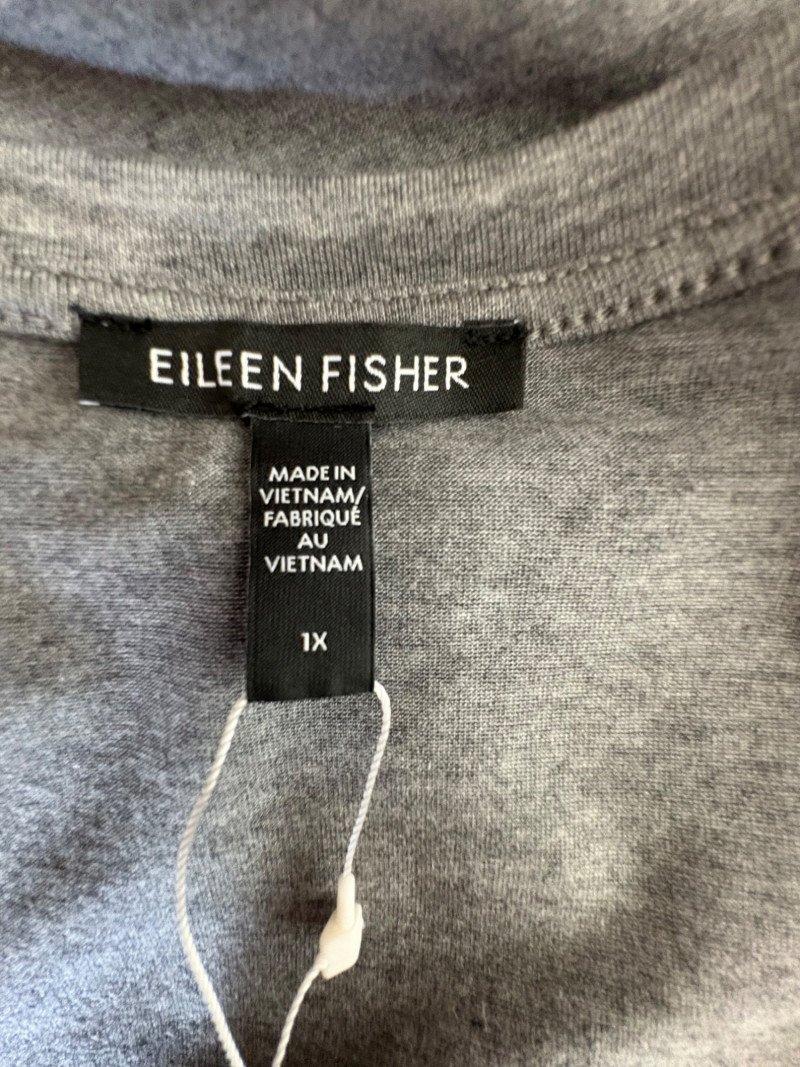 EILEEN FISHER
MADE IN
VIETNAM/
FABRIQUÉ
AU
VIETNAM
1X